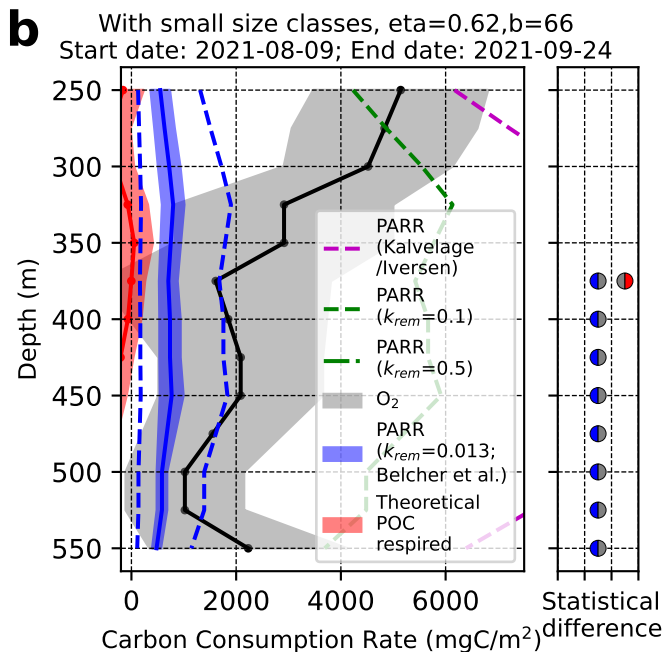 b
With small size classes, eta=0.62,b=66
Start date: 2021-08-09; End date: 2021-09-24
250
300
350
400
450
500
550
Depth (m)
PARR
(Kalvelage
/Iversen)
PARR
(k_rem=0.1)
PARR
(k_rem=0.5)
O₂
PARR
(k_rem=0.013;
Belcher et al.)
Theoretical
POC
respired
0 2000 4000 6000
Carbon Consumption Rate (mgC/m²)
Statistical
difference